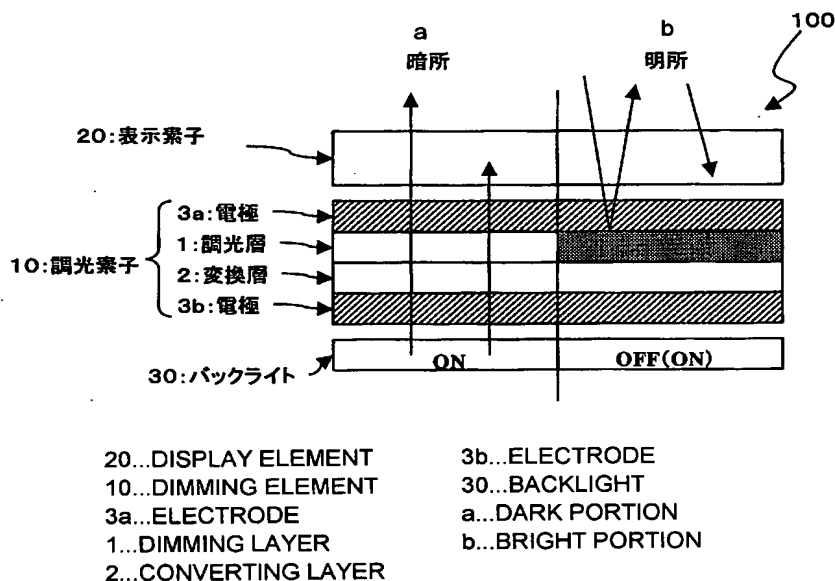 100
a
暗所
b
明所
20:表示素子
3a:電極
1:調光層
10:調光素子
2:変換層
3b:電極
30:バックライト
ON
OFF(ON)
20...DISPLAY ELEMENT
10...DIMMING ELEMENT
3a...ELECTRODE
1...DIMMING LAYER
2...CONVERTING LAYER
3b...ELECTRODE
30...BACKLIGHT
a...DARK PORTION
b...BRIGHT PORTION